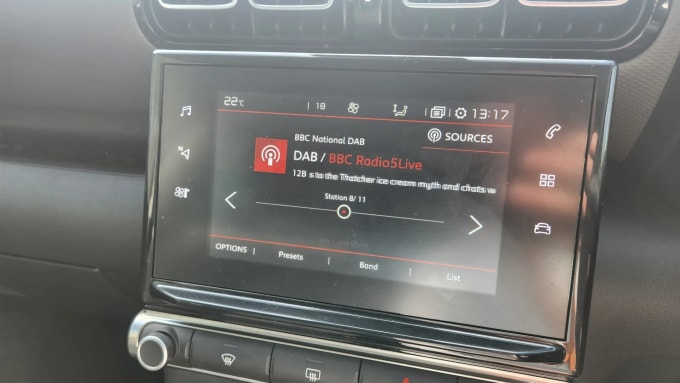 22°C 18 13:17
BBC National DAB SOURCES
DAB / BBC Radio5Live
128 s to the Thatcher ice cream myth and chats w
Station 8/ 11
OPTIONS Presets Band List
N